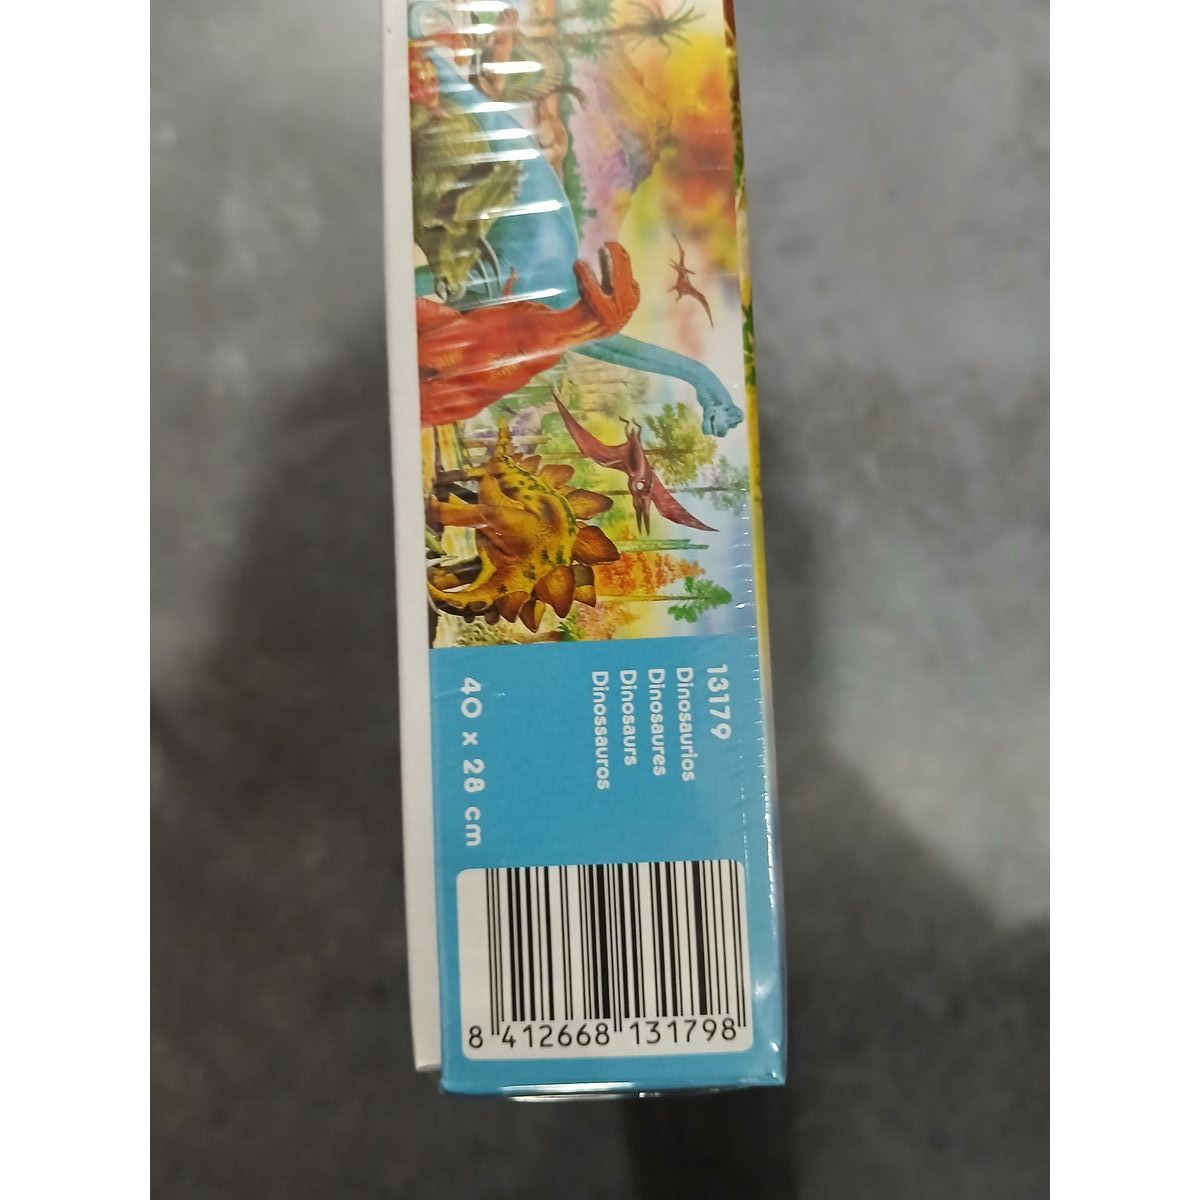 13179
Dinosaurios
Dinosaures
Dinosaurs
Dinossauros
40 x 28 cm
8 412668 131798